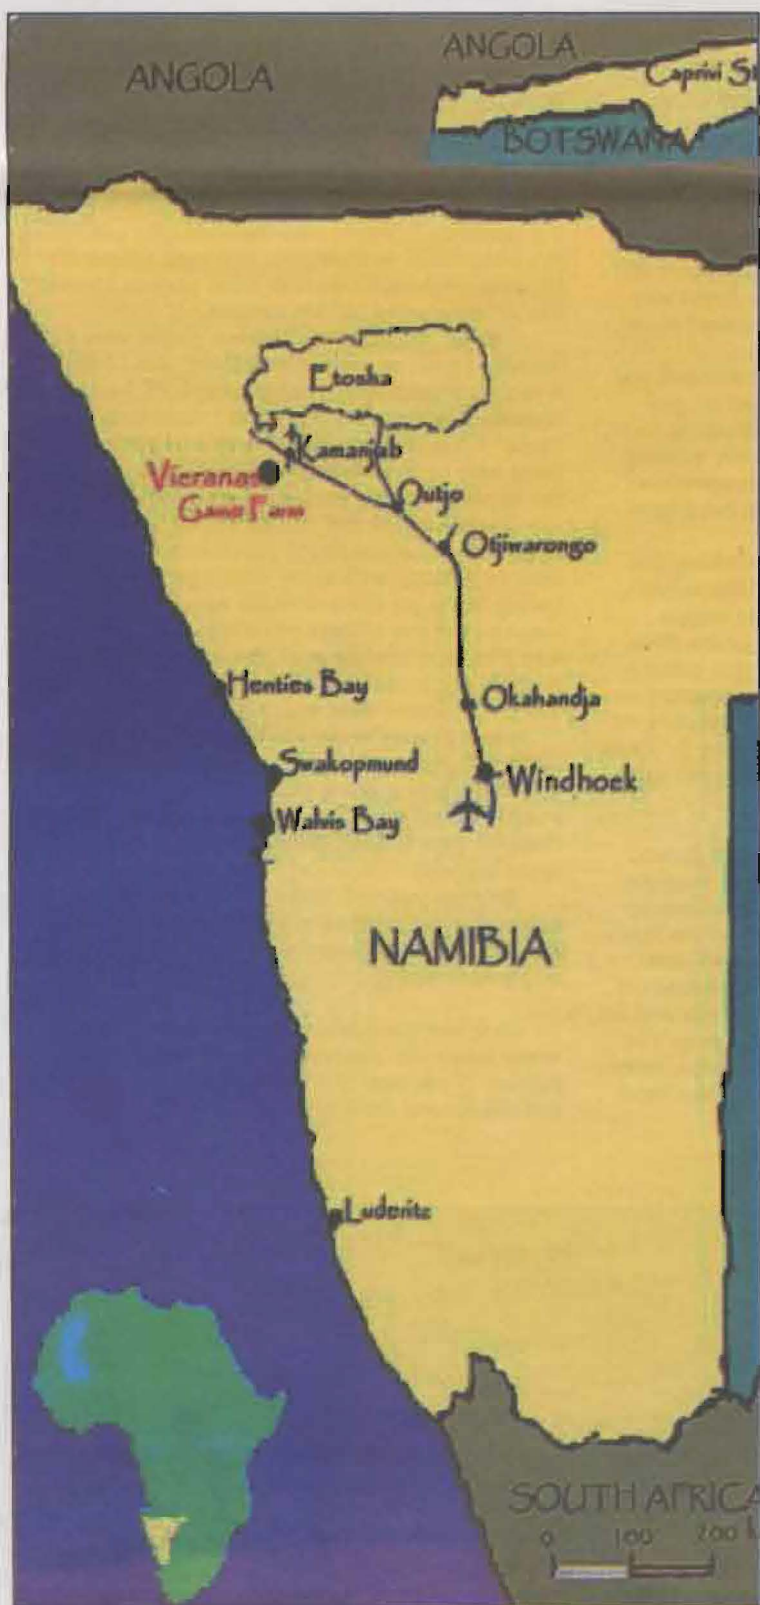 ANGOLA
ANGOLA
Caprivi St
BOTSWANA
Etosha
Kamanjab
Vieranas
Game Farm
Outjo
Otjiwarongo
Henties Bay
Okahandja
Swakopmund
Windhoek
Walvis Bay
NAMIBIA
Luderitz
SOUTH AFRICA
0 100 200 k